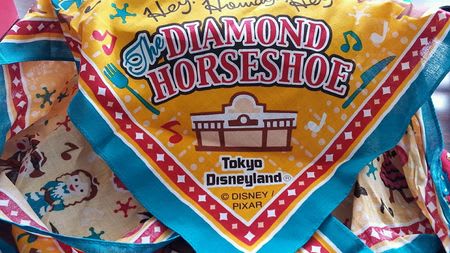 Hey! Howdy! Hey!
The
DIAMOND
HORSESHOE
Tokyo
Disneyland®
© DISNEY /
PIXAR